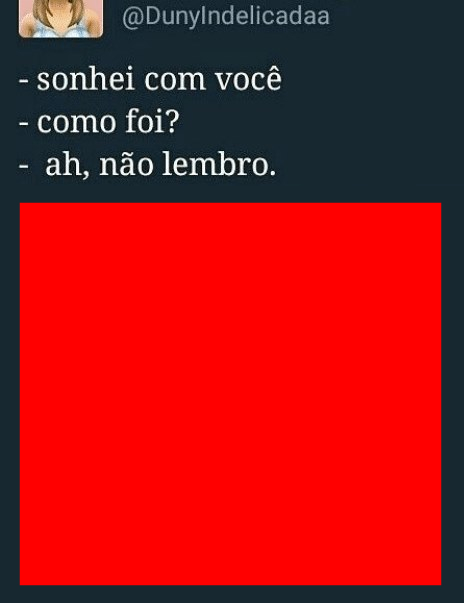 @DunyIndelicadaa
- sonhei com você
- como foi?
- ah, não lembro.